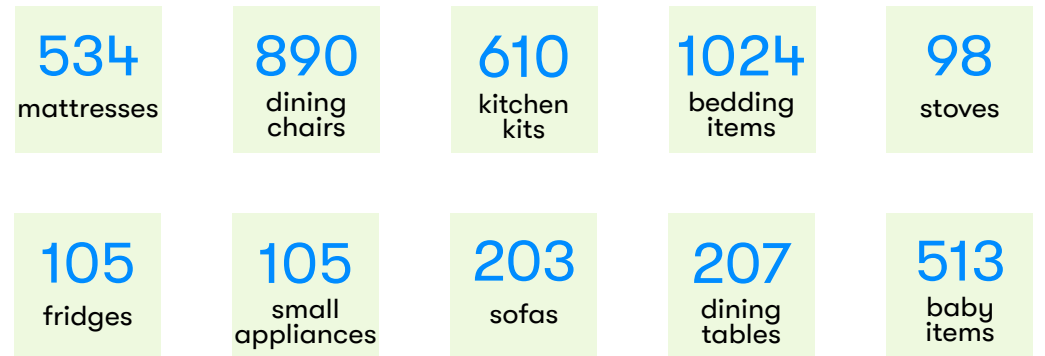 534
mattresses
890
dining
chairs
610
kitchen
kits
1024
bedding
items
98
stoves
105
fridges
105
small
appliances
203
sofas
207
dining
tables
513
baby
items